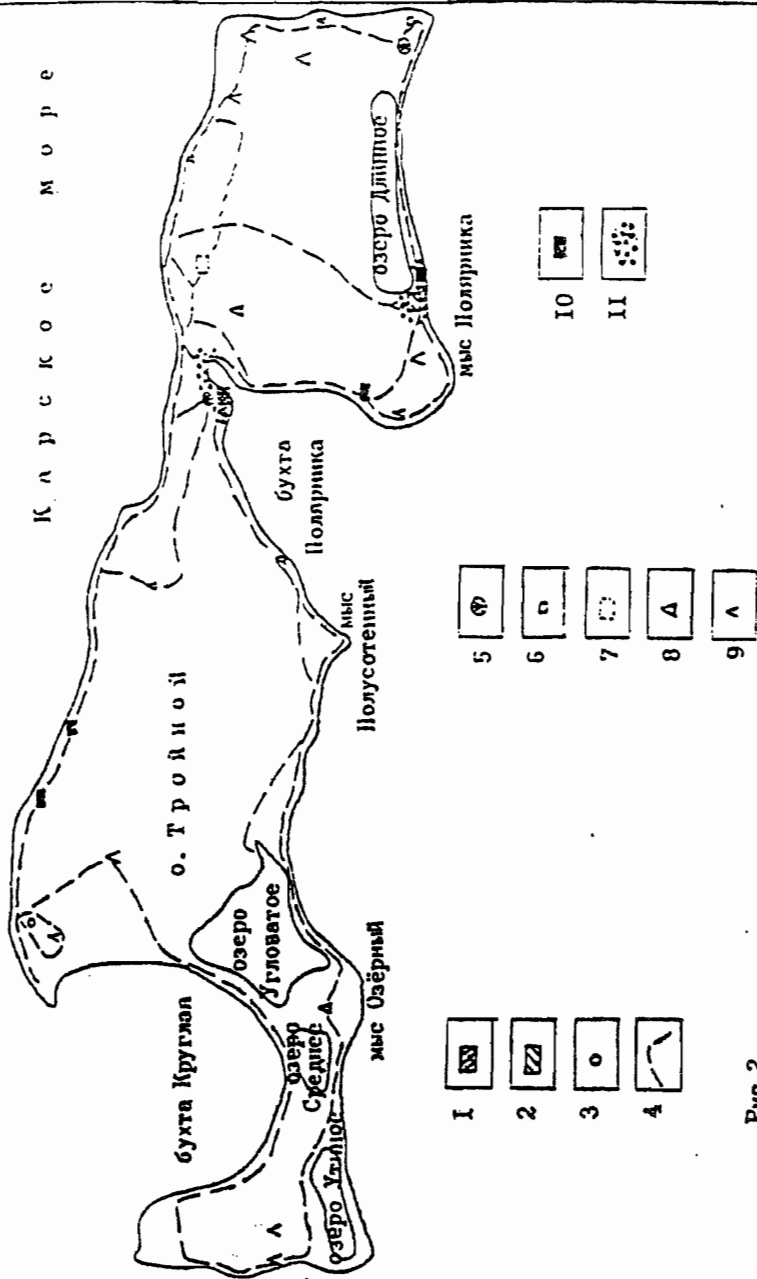 Карское море
о. Тройной
бухта Круглая
озеро
Угловатое
озеро
Среднее
озеро Утиное
мыс Озёрный
мыс
Полусотенный
бухта
Полярника
мыс Полярника
озеро Длинное
1
2
3
4
5
6
7
8
9
10
11
Рис. 2